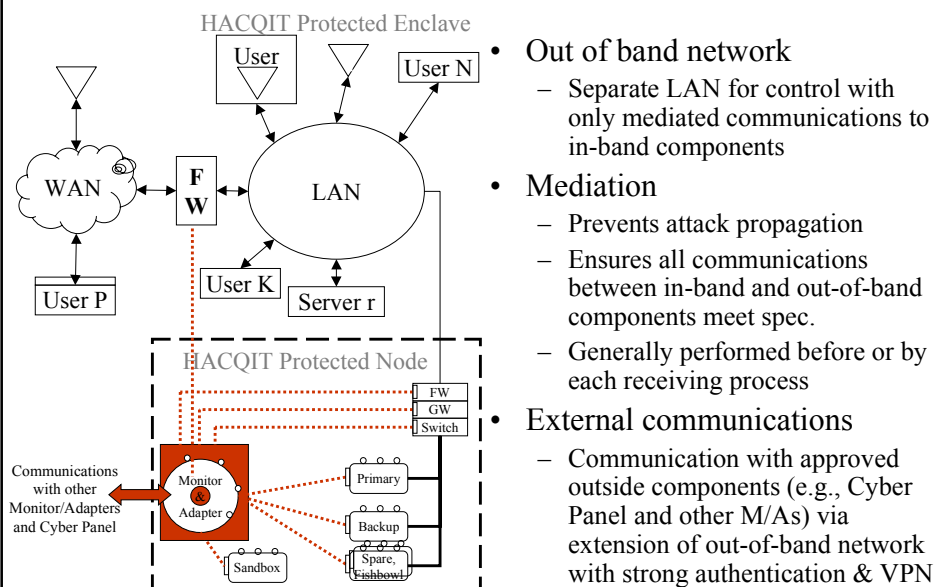 HACQIT Protected Enclave
User
User N
WAN
F
W
LAN
User P
User K
Server r
HACQIT Protected Node
FW
GW
Switch
Communications
with other
Monitor/Adapters
and Cyber Panel
Monitor
&
Adapter
Primary
Backup
Spare,
Fishbowl
Sandbox
• Out of band network
– Separate LAN for control with
only mediated communications to
in-band components
• Mediation
– Prevents attack propagation
– Ensures all communications
between in-band and out-of-band
components meet spec.
– Generally performed before or by
each receiving process
• External communications
– Communication with approved
outside components (e.g., Cyber
Panel and other M/As) via
extension of out-of-band network
with strong authentication & VPN